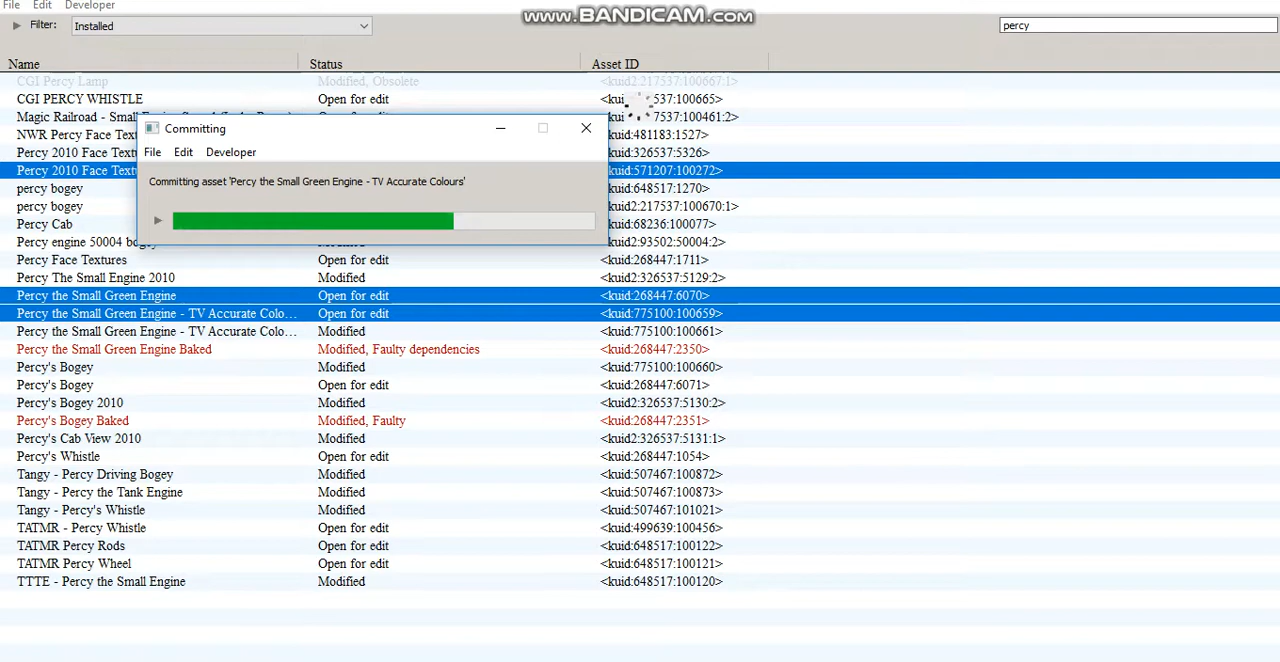 File Edit Developer
www.BANDICAM.com
Filter: Installed
percy
Name Status Asset ID
CGI Percy Lamp Modified, Obsolete <kuid2:217537:100667:1>
CGI PERCY WHISTLE Open for edit <kui 537:100665>
Magic Railroad - Small <kui 7537:100461:2>
NWR Percy Face Textu <kuid:481183:1527>
Percy 2010 Face Textu <kuid:326537:5326>
Percy 2010 Face Textu <kuid:571207:100272>
percy bogey <kuid:648517:1270>
percy bogey <kuid2:217537:100670:1>
Percy Cab <kuid:68236:100077>
Percy engine 50004 bogey <kuid2:93502:50004:2>
Committing
File Edit Developer
Committing asset 'Percy the Small Green Engine - TV Accurate Colours'
Percy Face Textures Open for edit <kuid:268447:1711>
Percy The Small Engine 2010 Modified <kuid2:326537:5129:2>
Percy the Small Green Engine Open for edit <kuid:268447:6070>
Percy the Small Green Engine - TV Accurate Colo... Open for edit <kuid:775100:100659>
Percy the Small Green Engine - TV Accurate Colo... Modified <kuid:775100:100661>
Percy the Small Green Engine Baked Modified, Faulty dependencies <kuid:268447:2350>
Percy's Bogey Modified <kuid:775100:100660>
Percy's Bogey Open for edit <kuid:268447:6071>
Percy's Bogey 2010 Modified <kuid2:326537:5130:2>
Percy's Bogey Baked Modified, Faulty <kuid:268447:2351>
Percy's Cab View 2010 Modified <kuid2:326537:5131:1>
Percy's Whistle Open for edit <kuid:268447:1054>
Tangy - Percy Driving Bogey Modified <kuid:507467:100872>
Tangy - Percy the Tank Engine Modified <kuid:507467:100873>
Tangy - Percy's Whistle Modified <kuid:507467:101021>
TATMR - Percy Whistle Open for edit <kuid:499639:100456>
TATMR Percy Rods Open for edit <kuid:648517:100122>
TATMR Percy Wheel Open for edit <kuid:648517:100121>
TTTE - Percy the Small Engine Modified <kuid:648517:100120>